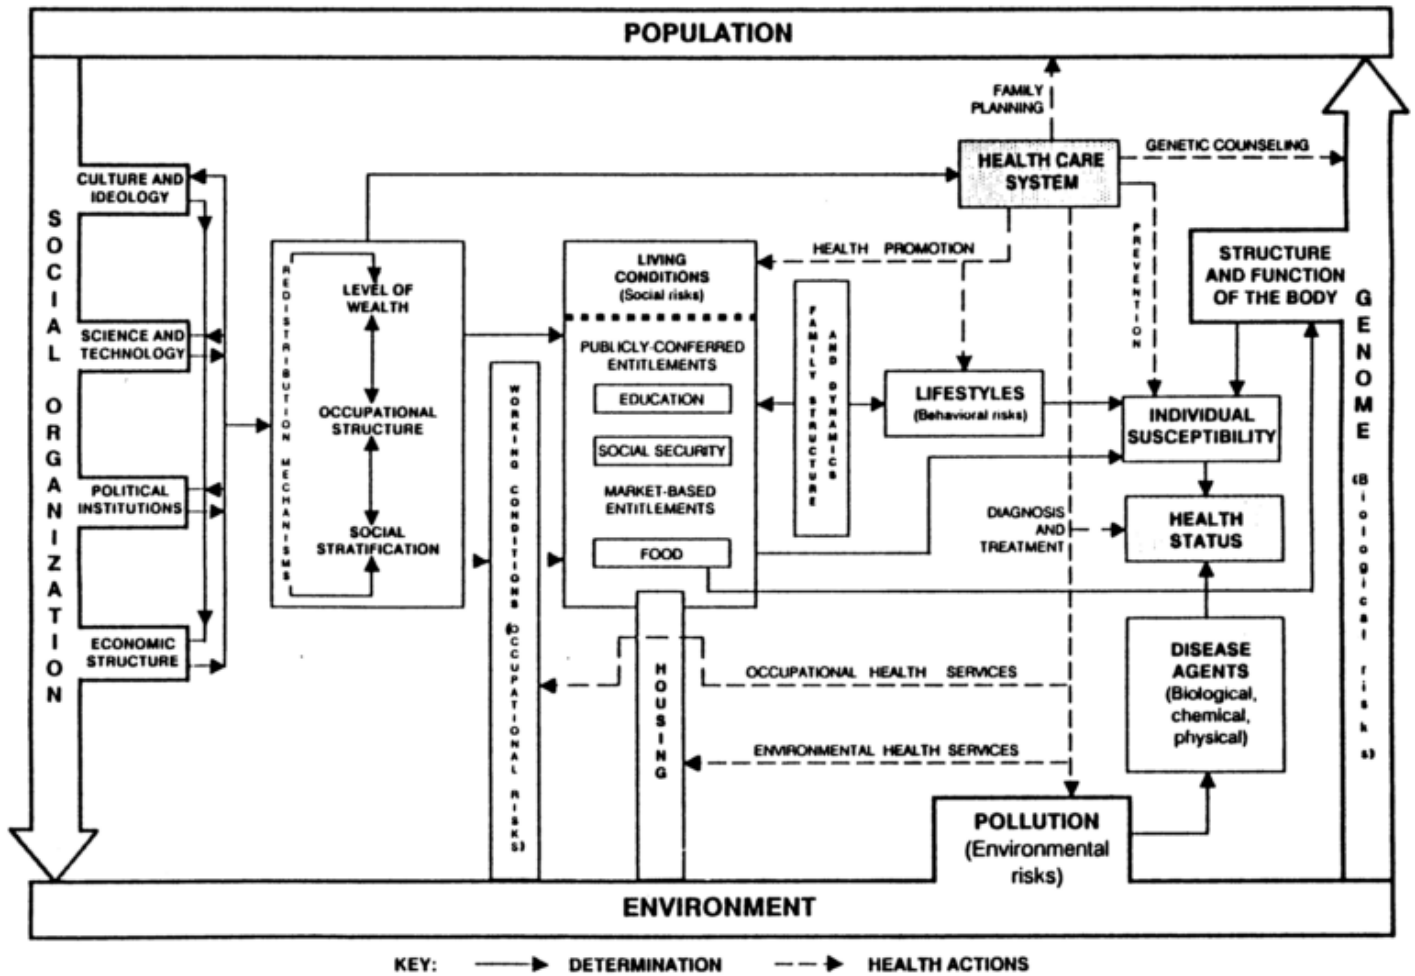 POPULATION
FAMILY
PLANNING
HEALTH CARE
SYSTEM
GENETIC COUNSELING
CULTURE AND
IDEOLOGY
SOCIAL ORGANIZATION
SCIENCE AND
TECHNOLOGY
POLITICAL
INSTITUTIONS
ECONOMIC
STRUCTURE
REDISTRIBUTION MECHANISMS
LEVEL OF
WEALTH
OCCUPATIONAL
STRUCTURE
SOCIAL
STRATIFICATION
WORKING CONDITIONS (OCCUPATIONAL RISKS)
LIVING
CONDITIONS
(Social risks)
PUBLICLY-CONFERRED
ENTITLEMENTS
EDUCATION
SOCIAL SECURITY
MARKET-BASED
ENTITLEMENTS
FOOD
HOUSING
HEALTH PROMOTION
FAMILY STRUCTURE
AND DYNAMICS
LIFESTYLES
(Behavioral risks)
PREVENTION
STRUCTURE
AND FUNCTION
OF THE BODY
INDIVIDUAL
SUSCEPTIBILITY
DIAGNOSIS
AND
TREATMENT
HEALTH
STATUS
DISEASE
AGENTS
(Biological,
chemical,
physical)
OCCUPATIONAL HEALTH SERVICES
ENVIRONMENTAL HEALTH SERVICES
POLLUTION
(Environmental
risks)
GENOME (Biological risks)
ENVIRONMENT
KEY: DETERMINATION HEALTH ACTIONS